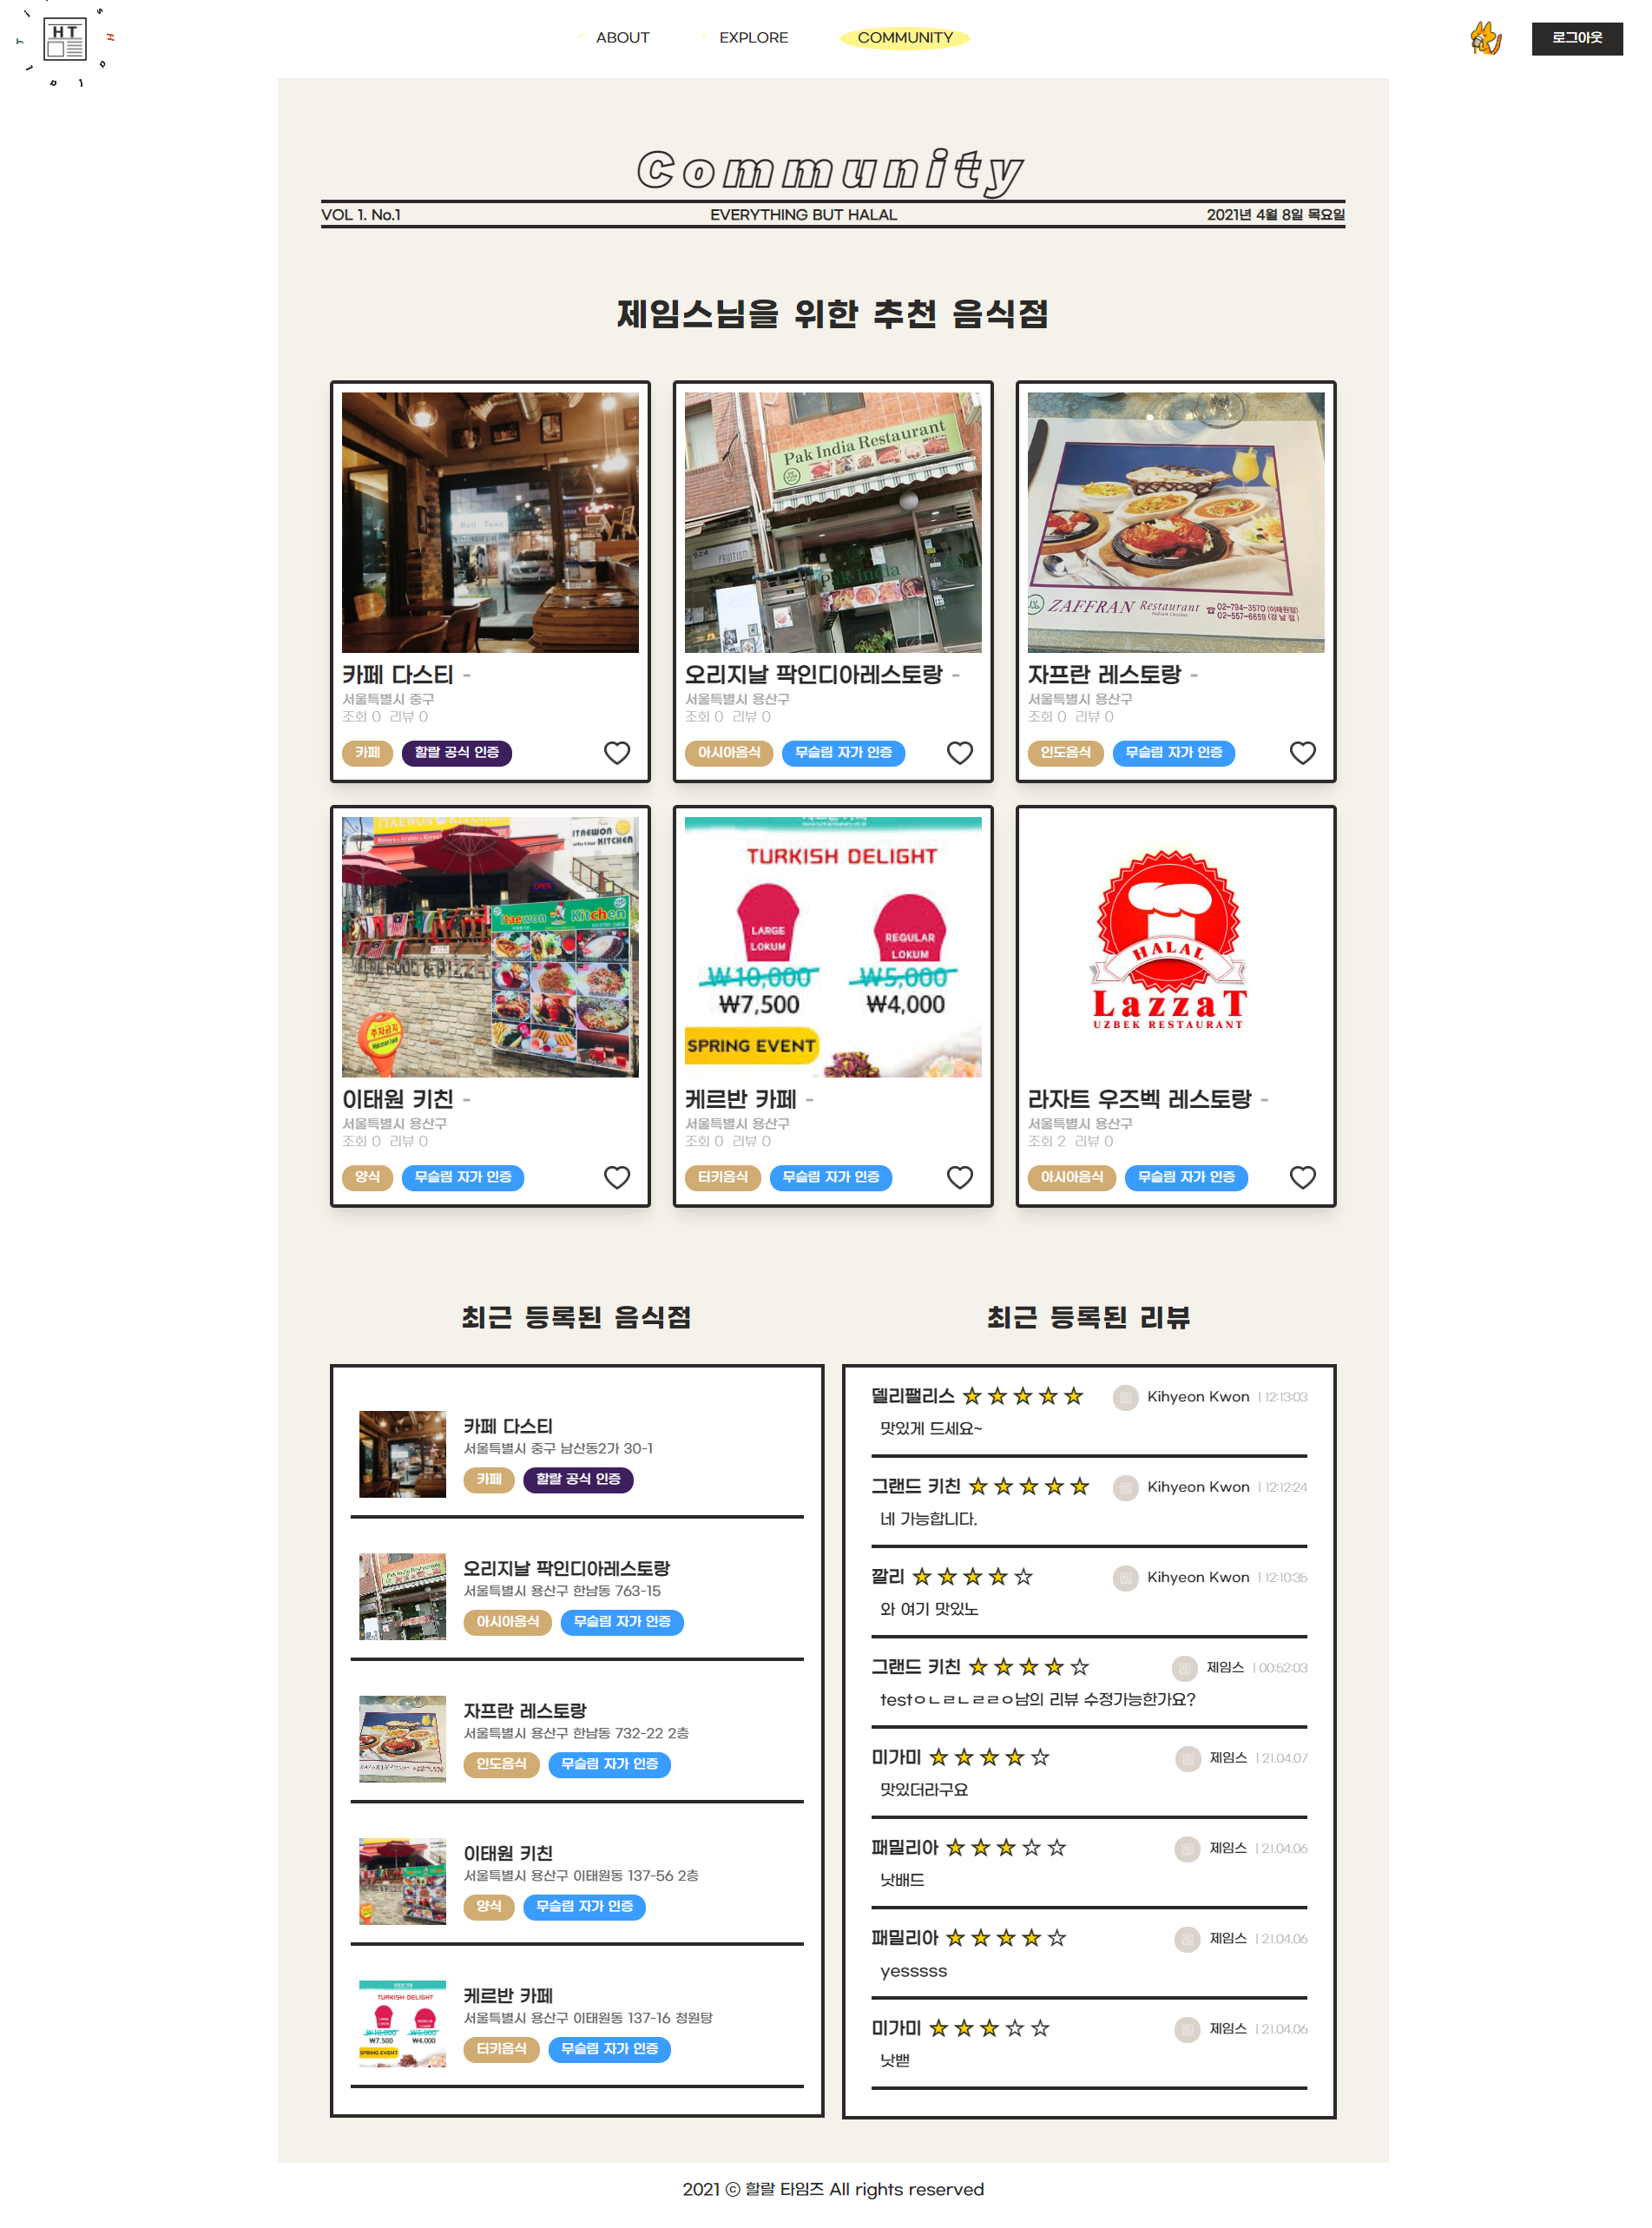 HT
ABOUT
EXPLORE
COMMUNITY
로그아웃
Community
VOL 1. No.1
EVERYTHING BUT HALAL
2021년 4월 8일 목요일
제임스님을 위한 추천 음식점
카페 다스티 -
서울특별시 중구
조회 0 리뷰 0
카페
할랄 공식 인증
Pak India Restaurant
PRUITION
Pak India
오리지날 팍인디아레스토랑 -
서울특별시 용산구
조회 0 리뷰 0
아시아음식
무슬림 자가 인증
ZAFFRAN Restaurant
02-794-3570 (이태원점)
02-557-6659 (강남점)
자프란 레스토랑 -
서울특별시 용산구
조회 0 리뷰 0
인도음식
무슬림 자가 인증
ITAEWON KITCHEN
ITAEWON
KITCHEN
OPEN
Itaewon Kitchen
주차금지
이태원 키친 -
서울특별시 용산구
조회 0 리뷰 0
양식
무슬림 자가 인증
TURKISH DELIGHT
LARGE
LOKUM
REGULAR
LOKUM
₩10,000
₩5,000
₩7,500
₩4,000
SPRING EVENT
케르반 카페 -
서울특별시 용산구
조회 0 리뷰 0
터키음식
무슬림 자가 인증
HALAL
LazzaT
UZBEK RESTAURANT
라자트 우즈벡 레스토랑 -
서울특별시 용산구
조회 2 리뷰 0
아시아음식
무슬림 자가 인증
최근 등록된 음식점
카페 다스티
서울특별시 중구 남산동2가 30-1
카페
할랄 공식 인증
오리지날 팍인디아레스토랑
서울특별시 용산구 한남동 763-15
아시아음식
무슬림 자가 인증
자프란 레스토랑
서울특별시 용산구 한남동 732-22 2층
인도음식
무슬림 자가 인증
이태원 키친
서울특별시 용산구 이태원동 137-56 2층
양식
무슬림 자가 인증
TURKISH DELIGHT
₩7,500
₩4,000
SPRING EVENT
케르반 카페
서울특별시 용산구 이태원동 137-16 청원탕
터키음식
무슬림 자가 인증
최근 등록된 리뷰
델리팰리스 ★★★★★ Kihyeon Kwon | 12:13:03
맛있게 드세요~
그랜드 키친 ★★★★★ Kihyeon Kwon | 12:12:24
네 가능합니다.
깔리 ★★★★☆ Kihyeon Kwon | 12:10:35
와 여기 맛있노
그랜드 키친 ★★★★☆ 제임스 | 00:52:03
testㅇㄴㄹㄴㄹㄹㅇ남의 리뷰 수정가능한가요?
미가미 ★★★★☆ 제임스 | 21.04.07
맛있더라구요
패밀리아 ★★★☆☆ 제임스 | 21.04.06
낫배드
패밀리아 ★★★★☆ 제임스 | 21.04.06
yesssss
미가미 ★★★☆☆ 제임스 | 21.04.06
낫밷
2021 ⓒ 할랄 타임즈 All rights reserved